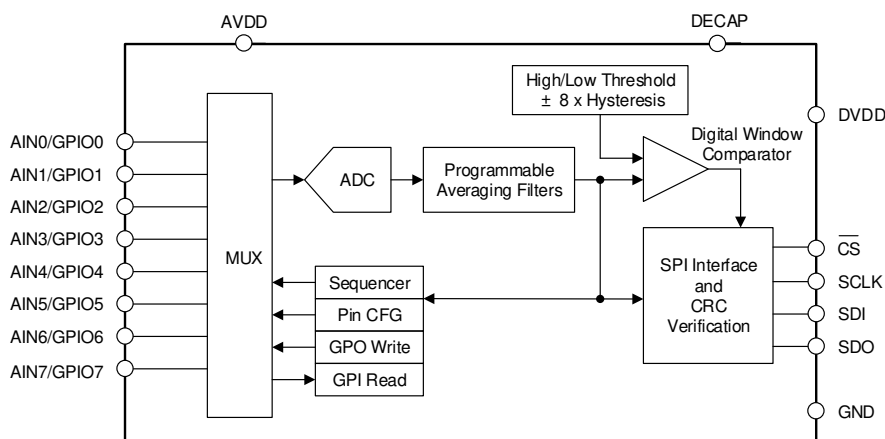 AVDD
DECAP
High/Low Threshold
± 8 x Hysteresis
DVDD
AIN0/GPIO0
AIN1/GPIO1
AIN2/GPIO2
AIN3/GPIO3
AIN4/GPIO4
AIN5/GPIO5
AIN6/GPIO6
AIN7/GPIO7
MUX
ADC
Programmable
Averaging Filters
Digital Window
Comparator
Sequencer
Pin CFG
GPO Write
GPI Read
SPI Interface
and
CRC
Verification
CS
SCLK
SDI
SDO
GND